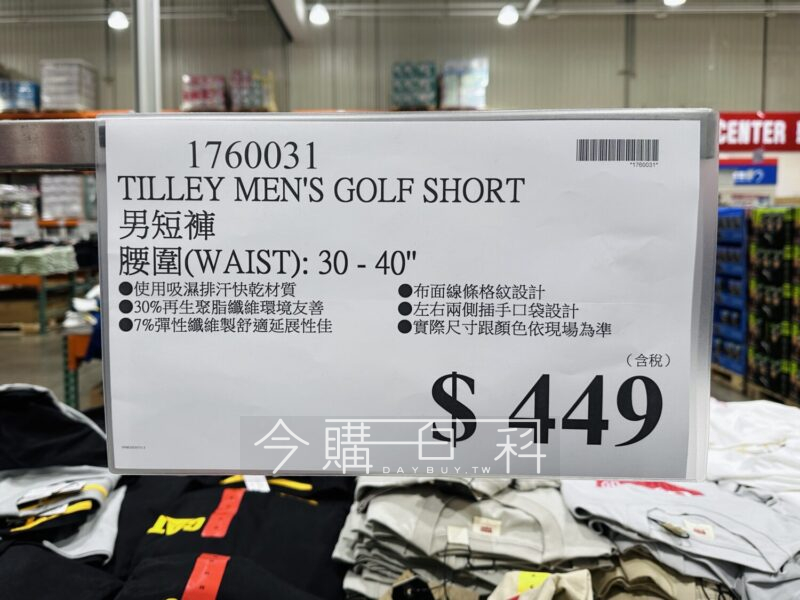 CENTER
1760031
*1760031*
TILLEY MEN'S GOLF SHORT
男短褲
腰圍(WAIST): 30 - 40"
●使用吸濕排汗快乾材質
●30%再生聚脂纖維環境友善
●7%彈性纖維製舒適延展性佳
●布面線條格紋設計
●左右兩側插手口袋設計
●實際尺寸跟顏色依現場為準
（含稅）
$ 449
今購百科
DAYBUY.TW
CAT